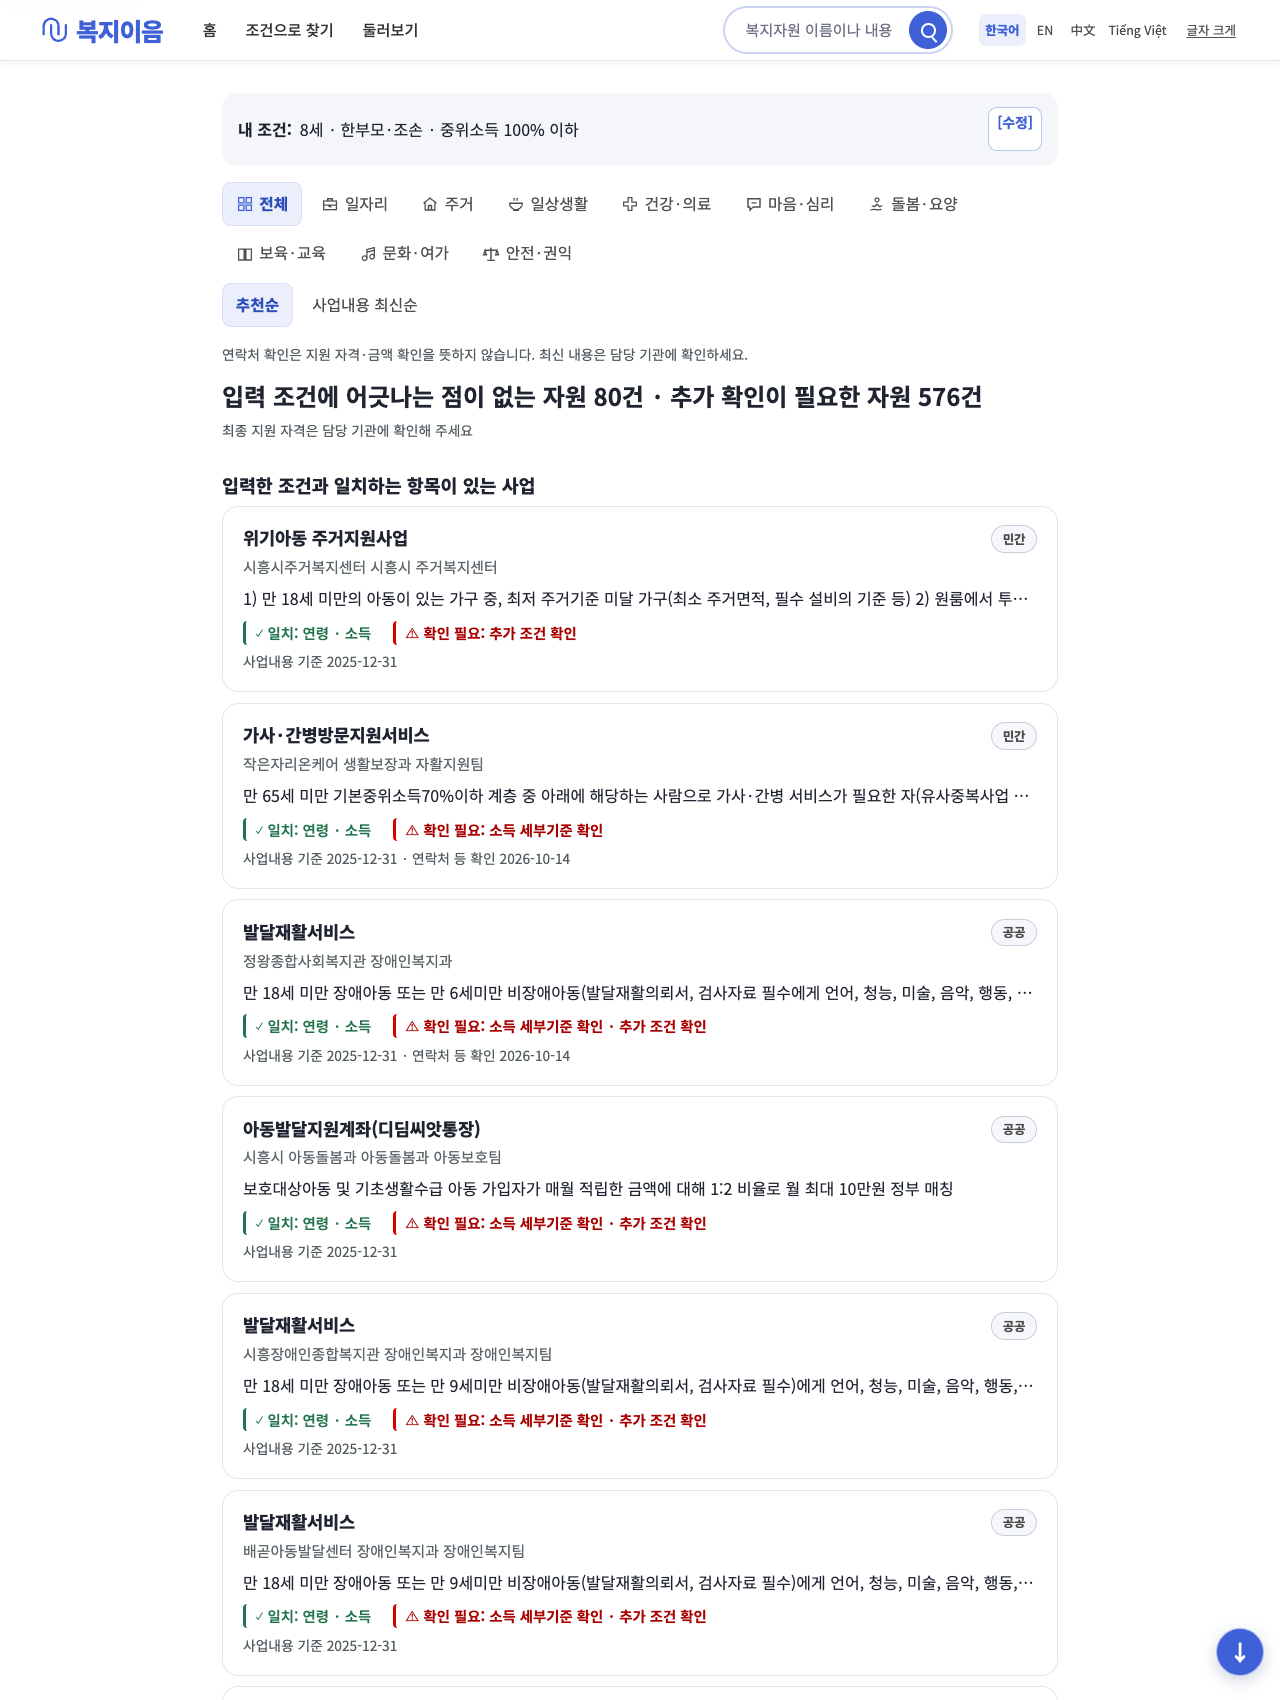 복지이음
홈 조건으로 찾기 둘러보기 복지자원 이름이나 내용 한국어 EN 中文 Tiếng Việt 글자 크게
내 조건: 8세 · 한부모·조손 · 중위소득 100% 이하 [수정]
전체 일자리 주거 일상생활 건강·의료 마음·심리 돌봄·요양
보육·교육 문화·여가 안전·권익
추천순 사업내용 최신순
연락처 확인은 지원 자격·금액 확인을 뜻하지 않습니다. 최신 내용은 담당 기관에 확인하세요.
입력 조건에 어긋나는 점이 없는 자원 80건 · 추가 확인이 필요한 자원 576건
최종 지원 자격은 담당 기관에 확인해 주세요
입력한 조건과 일치하는 항목이 있는 사업
위기아동 주거지원사업 민간
시흥시주거복지센터 시흥시 주거복지센터
1) 만 18세 미만의 아동이 있는 가구 중, 최저 주거기준 미달 가구(최소 주거면적, 필수 설비의 기준 등) 2) 원룸에서 투…
✓ 일치: 연령 · 소득 ⚠ 확인 필요: 추가 조건 확인
사업내용 기준 2025-12-31
가사·간병방문지원서비스 민간
작은자리온케어 생활보장과 자활지원팀
만 65세 미만 기본중위소득70%이하 계층 중 아래에 해당하는 사람으로 가사·간병 서비스가 필요한 자(유사중복사업 …
✓ 일치: 연령 · 소득 ⚠ 확인 필요: 소득 세부기준 확인
사업내용 기준 2025-12-31 · 연락처 등 확인 2026-10-14
발달재활서비스 공공
정왕종합사회복지관 장애인복지과
만 18세 미만 장애아동 또는 만 6세미만 비장애아동(발달재활의뢰서, 검사자료 필수에게 언어, 청능, 미술, 음악, 행동, …
✓ 일치: 연령 · 소득 ⚠ 확인 필요: 소득 세부기준 확인 · 추가 조건 확인
사업내용 기준 2025-12-31 · 연락처 등 확인 2026-10-14
아동발달지원계좌(디딤씨앗통장) 공공
시흥시 아동돌봄과 아동돌봄과 아동보호팀
보호대상아동 및 기초생활수급 아동 가입자가 매월 적립한 금액에 대해 1:2 비율로 월 최대 10만원 정부 매칭
✓ 일치: 연령 · 소득 ⚠ 확인 필요: 소득 세부기준 확인 · 추가 조건 확인
사업내용 기준 2025-12-31
발달재활서비스 공공
시흥장애인종합복지관 장애인복지과 장애인복지팀
만 18세 미만 장애아동 또는 만 9세미만 비장애아동(발달재활의뢰서, 검사자료 필수)에게 언어, 청능, 미술, 음악, 행동,…
✓ 일치: 연령 · 소득 ⚠ 확인 필요: 소득 세부기준 확인 · 추가 조건 확인
사업내용 기준 2025-12-31
발달재활서비스 공공
배곧아동발달센터 장애인복지과 장애인복지팀
만 18세 미만 장애아동 또는 만 9세미만 비장애아동(발달재활의뢰서, 검사자료 필수)에게 언어, 청능, 미술, 음악, 행동,…
✓ 일치: 연령 · 소득 ⚠ 확인 필요: 소득 세부기준 확인 · 추가 조건 확인
사업내용 기준 2025-12-31